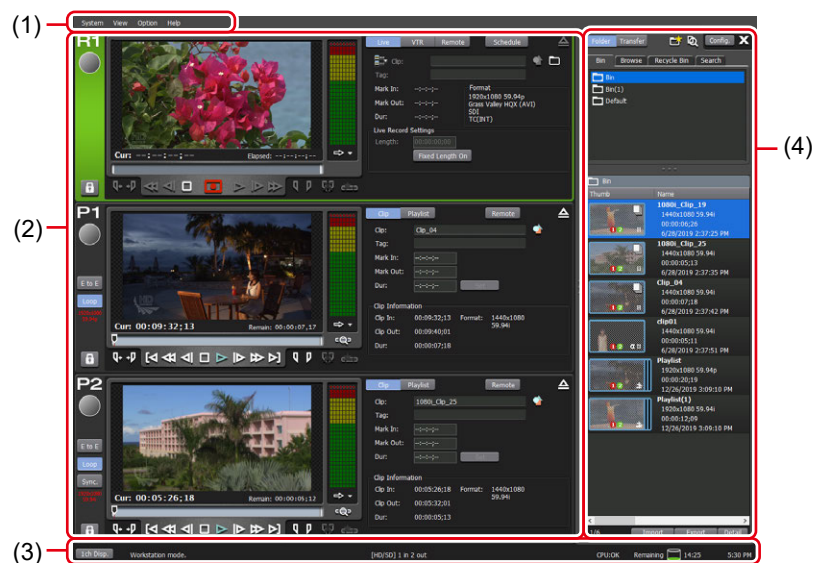 (1)
System View Option Help
(2)
R1
Cur: --:--:--:-- Elapsed: --:--:--:--
Live VTR Remote Schedule
Clip:
Tag:
Mark In: --:--:--:--
Mark Out: --:--:--:--
Dur: --:--:--:--
Format
1920x1080 59.94p
Grass Valley HQX (AVI)
SDI
TC(INT)
Live Record Settings
Length: 00:00:00:00
Fixed Length On
P1
E to E
Loop
Cur: 00:09:32;13 Remain: 00:00:07,17
Clip Playlist Remote
Clip: Clip_04
Tag:
Mark In: --:--:--:--
Mark Out: --:--:--:--
Dur: --:--:--:--
Clip Information
Clip In: 00:09:32;13 Format: 1440x1080
59.94i
Clip Out: 00:09:40;01
Dur: 00:00:07;18
P2
E to E
Loop
Sync.
Cur: 00:05:26;18 Remain: 00:00:05;12
Clip Playlist Remote
Clip: 1080i_Clip_25
Tag:
Mark In: --:--:--:--
Mark Out: --:--:--:--
Dur: --:--:--:--
Clip Information
Clip In: 00:05:26;18 Format: 1440x1080
59.94i
Clip Out: 00:05:32;01
Dur: 00:00:05;13
(4)
Folder Transfer Config. X
Bin Browse Recycle Bin Search
Bin
Bin(1)
Default
Bin
Thumb Name
1080i_Clip_19
1440x1080 59.94i
00:00:06;26
6/28/2019 2:37:25 PM
1080i_Clip_25
1440x1080 59.94i
00:00:05;13
6/28/2019 2:37:35 PM
Clip_04
1440x1080 59.94i
00:00:07;18
6/28/2019 2:37:42 PM
clip01
1440x1080 59.94i
00:00:05;11
6/28/2019 2:37:51 PM
Playlist
1920x1080 59.94p
00:00:20;19
12/26/2019 3:09:10 PM
Playlist(1)
1920x1080 59.94i
00:00:12;09
12/26/2019 3:09:18 PM
1/6 Import Export Detail
(3)
1ch Disp. Workstation mode. [HD/SD] 1 in 2 out CPU:OK Remaining 14:25 5:30 PM